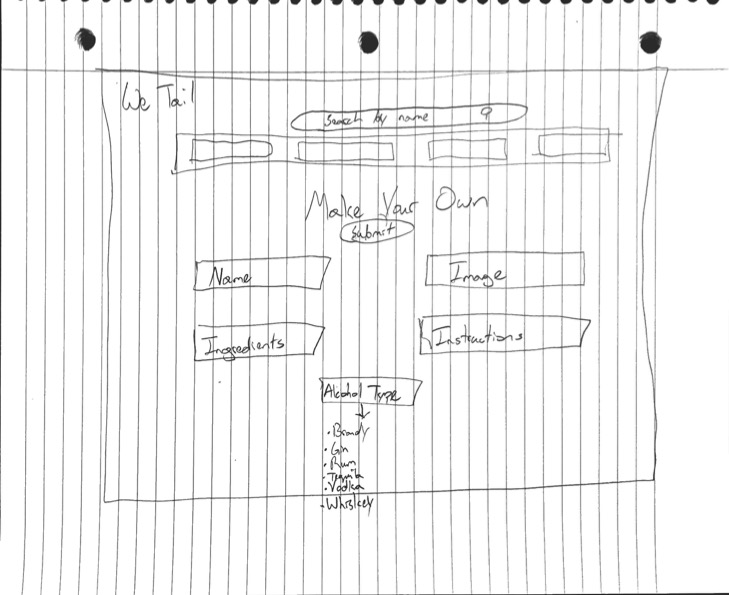 We Tail
Search by name
Make Your Own
Submit
Name
Image
Ingredients
Instructions
Alcohol Type
• Brandy
• Gin
• Rum
• Tequila
• Vodka
• Whiskey